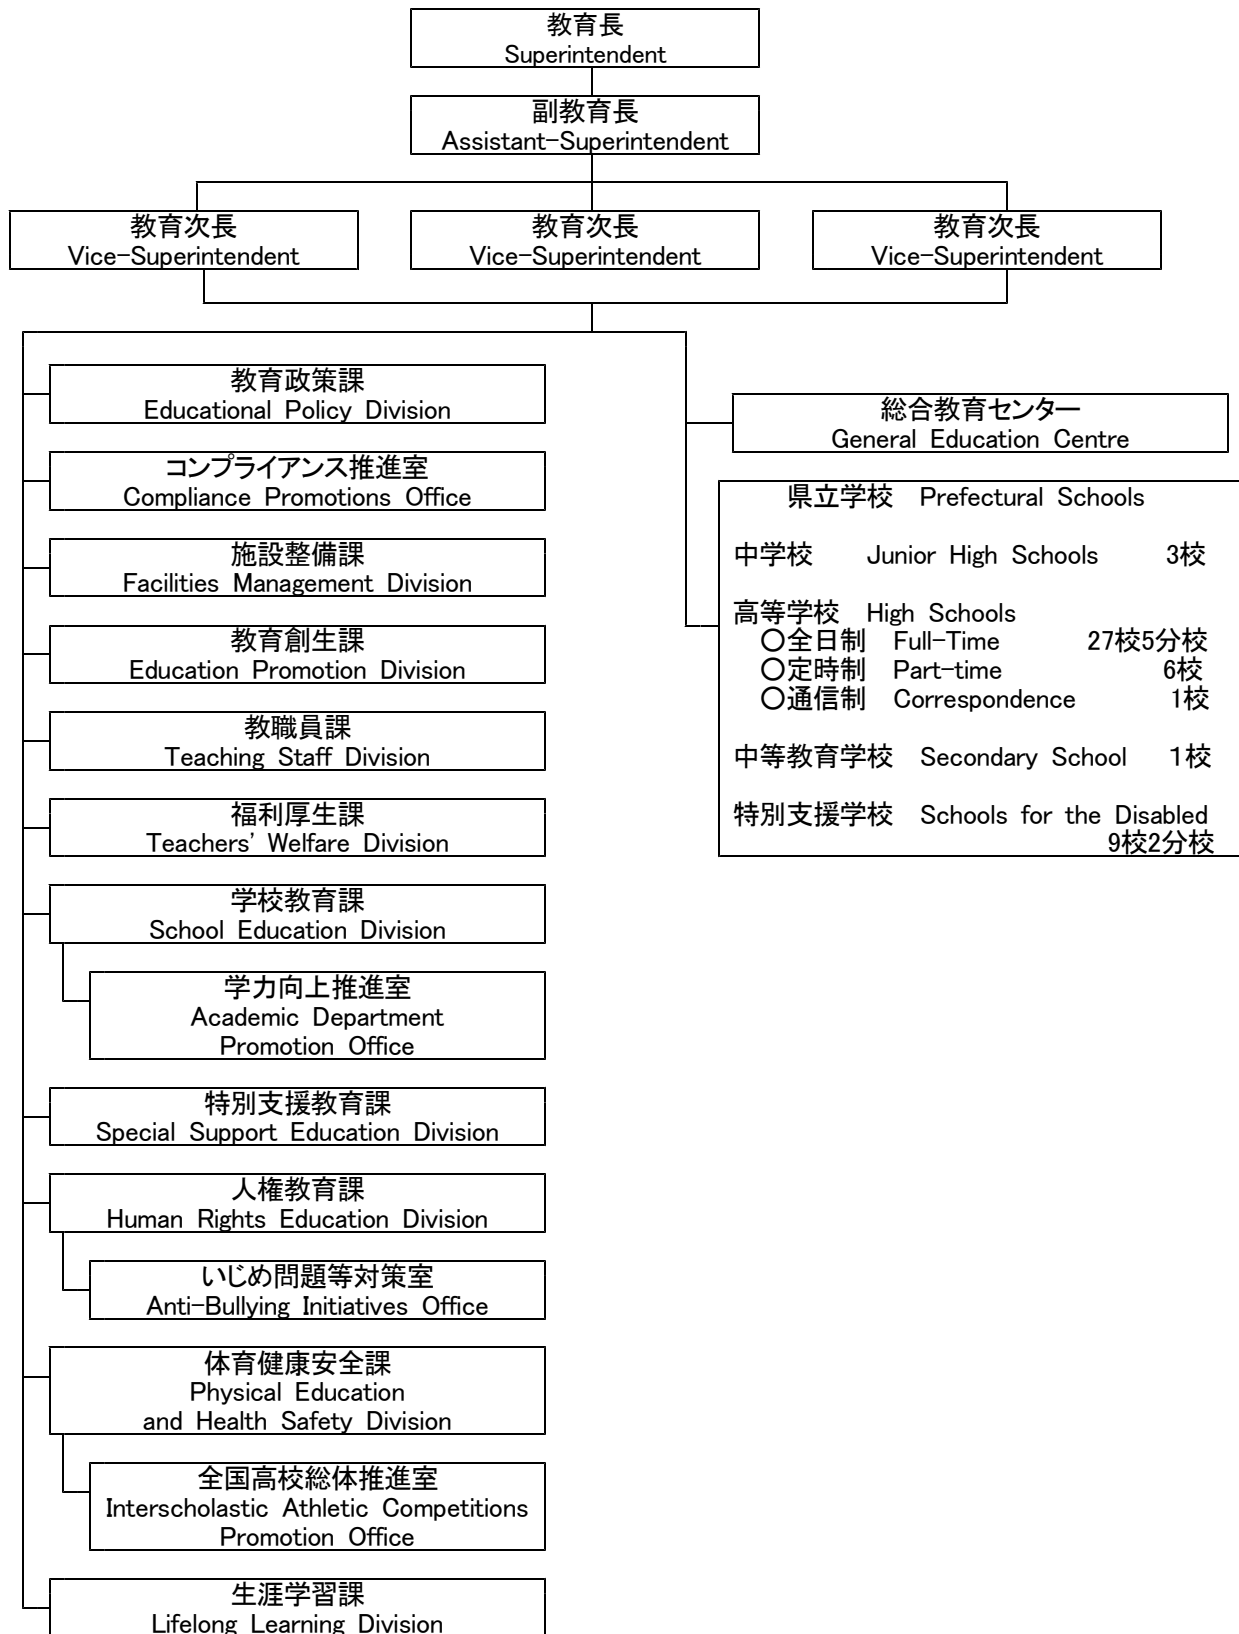 教育長
Superintendent
副教育長
Assistant-Superintendent
教育次長
Vice-Superintendent
教育次長
Vice-Superintendent
教育次長
Vice-Superintendent
教育政策課
Educational Policy Division
コンプライアンス推進室
Compliance Promotions Office
施設整備課
Facilities Management Division
教育創生課
Education Promotion Division
教職員課
Teaching Staff Division
福利厚生課
Teachers' Welfare Division
学校教育課
School Education Division
学力向上推進室
Academic Department
Promotion Office
特別支援教育課
Special Support Education Division
人権教育課
Human Rights Education Division
いじめ問題等対策室
Anti-Bullying Initiatives Office
体育健康安全課
Physical Education
and Health Safety Division
全国高校総体推進室
Interscholastic Athletic Competitions
Promotion Office
生涯学習課
Lifelong Learning Division
総合教育センター
General Education Centre
県立学校 Prefectural Schools
中学校 Junior High Schools 3校
高等学校 High Schools
○全日制 Full-Time 27校5分校
○定時制 Part-time 6校
○通信制 Correspondence 1校
中等教育学校 Secondary School 1校
特別支援学校 Schools for the Disabled
9校2分校